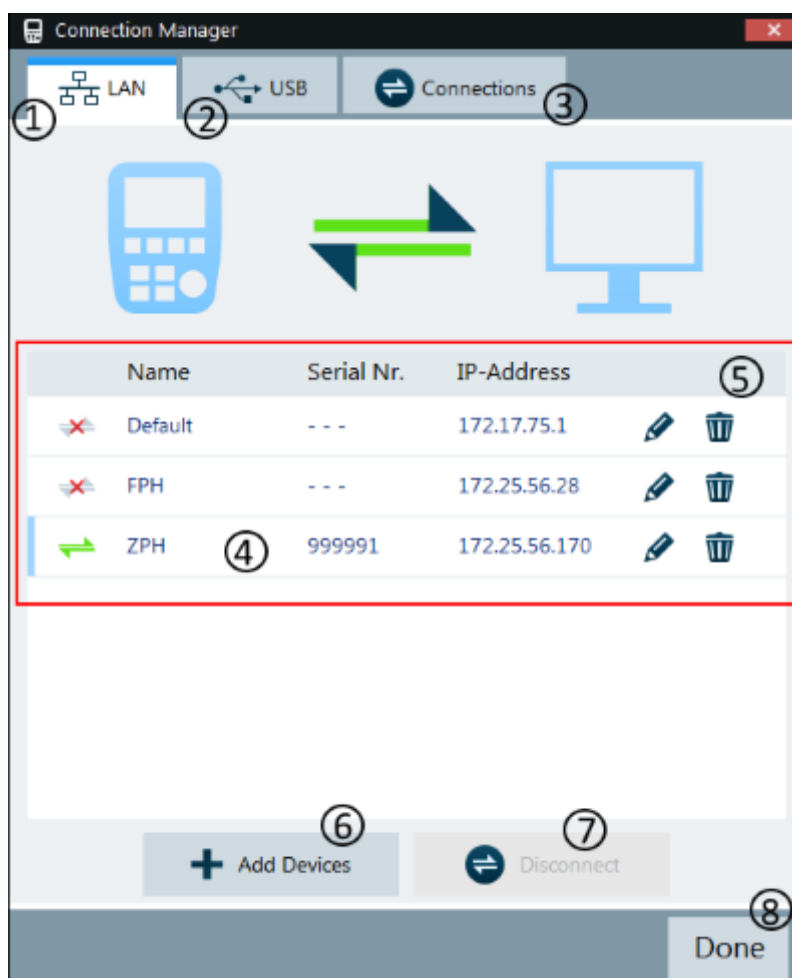 Connection Manager
LAN USB Connections
① ② ③
Name Serial Nr. IP-Address ⑤
Default - - - 172.17.75.1
FPH - - - 172.25.56.28
ZPH ④ 999991 172.25.56.170
⑥ ⑦
Add Devices Disconnect
⑧
Done